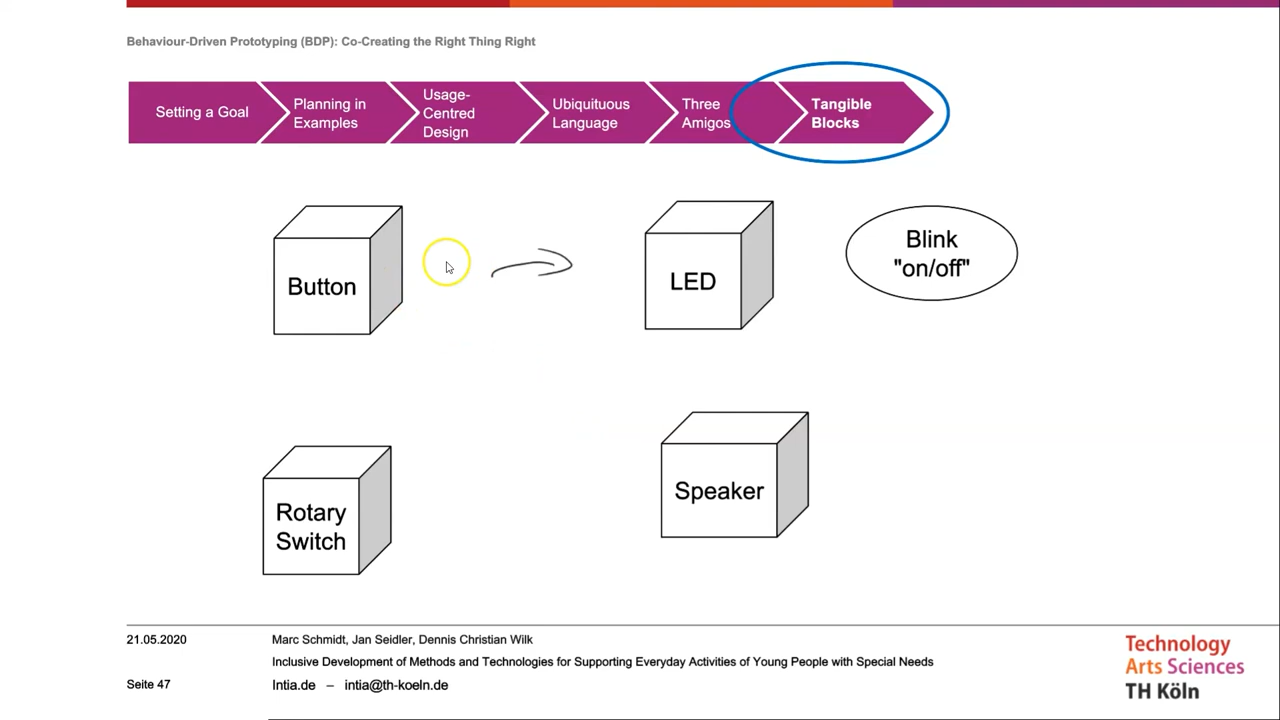 Behaviour-Driven Prototyping (BDP): Co-Creating the Right Thing Right
Setting a Goal
Planning in
Examples
Usage-
Centred
Design
Ubiquituous
Language
Three
Amigos
Tangible
Blocks
Button
LED
Blink
"on/off"
Rotary
Switch
Speaker
21.05.2020
Marc Schmidt, Jan Seidler, Dennis Christian Wilk
Inclusive Development of Methods and Technologies for Supporting Everyday Activities of Young People with Special Needs
Seite 47
Intia.de – intia@th-koeln.de
Technology
Arts Sciences
TH Köln